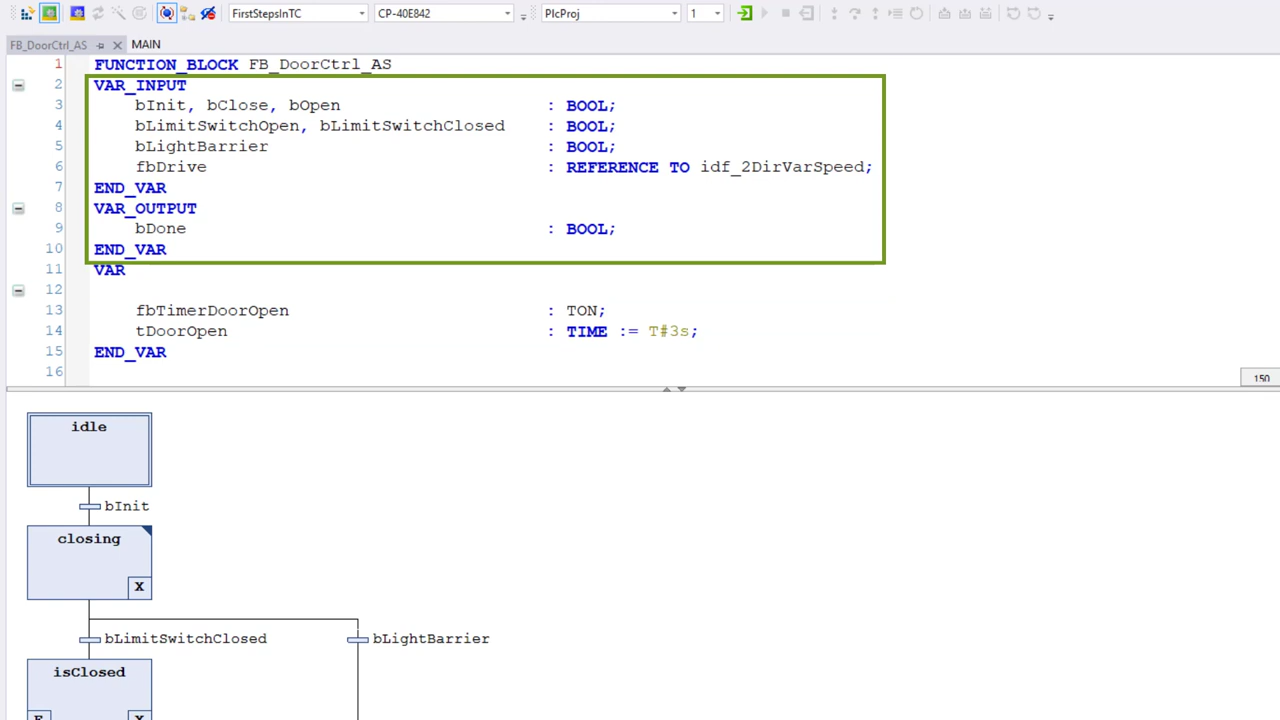 FirstStepsInTC CP-40E842 PlcProj 1
FB_DoorCtrl_AS MAIN
1 FUNCTION_BLOCK FB_DoorCtrl_AS
2 VAR_INPUT
3 bInit, bClose, bOpen : BOOL;
4 bLimitSwitchOpen, bLimitSwitchClosed : BOOL;
5 bLightBarrier : BOOL;
6 fbDrive : REFERENCE TO idf_2DirVarSpeed;
7 END_VAR
8 VAR_OUTPUT
9 bDone : BOOL;
10 END_VAR
11 VAR
12
13 fbTimerDoorOpen : TON;
14 tDoorOpen : TIME := T#3s;
15 END_VAR
16
150
idle
bInit
closing
X
bLimitSwitchClosed bLightBarrier
isClosed
E X